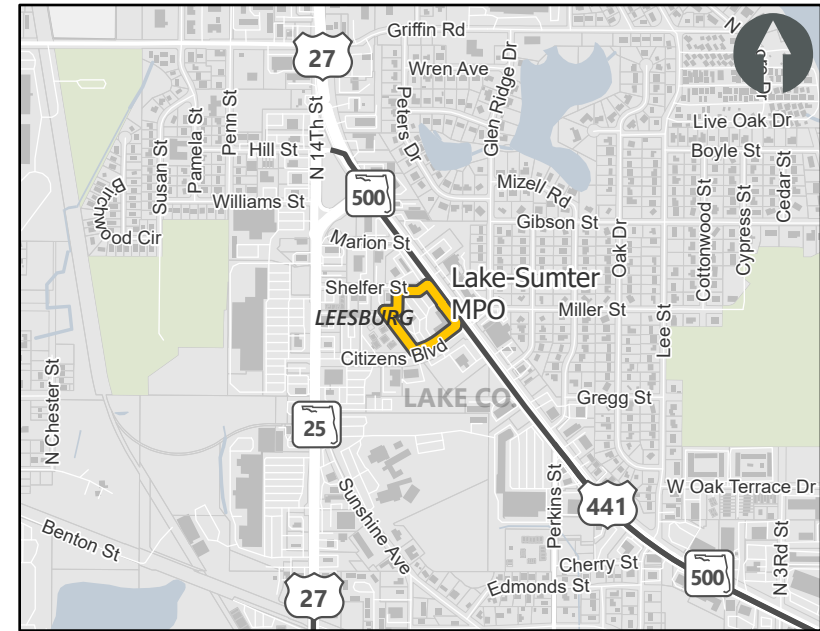 Griffin Rd
27
Wren Ave
Glen Ridge Dr
Peters Dr
N 14Th St
Penn St
Pamela St
Susan St
Hill St
Live Oak Dr
Boyle St
Birchwood Cir
Williams St
500
Mizell Rd
Gibson St
Marion St
Oak Dr
Cottonwood St
Cypress St
Cedar St
Shelfer St
Lake-Sumter
MPO
LEESBURG
Miller St
Lee St
Citizens Blvd
LAKE CO
N Chester St
25
Gregg St
Sunshine Ave
Perkins St
441
W Oak Terrace Dr
Benton St
27
Cherry St
Edmonds St
500
N 3Rd St